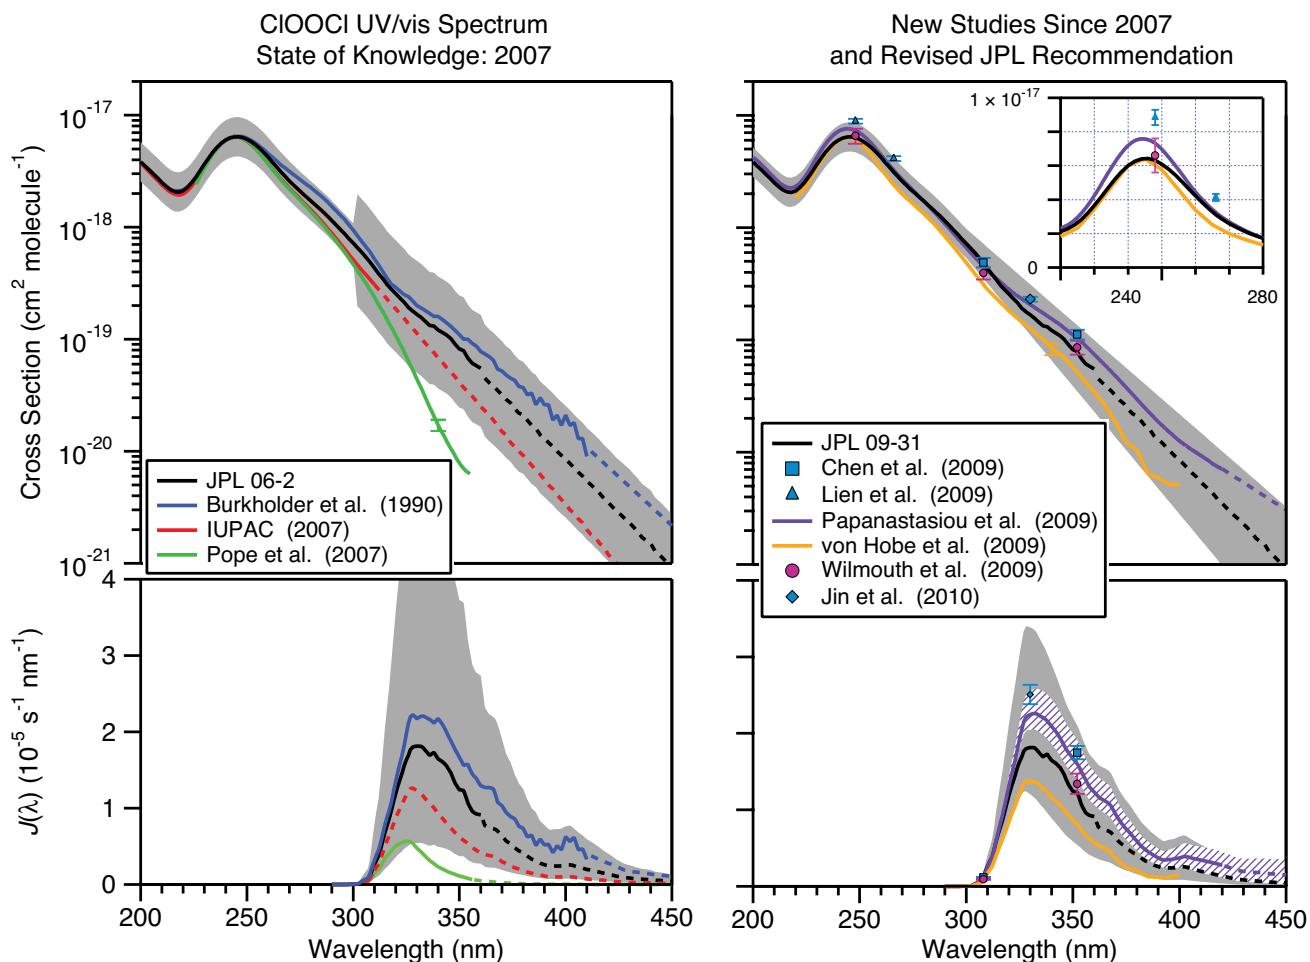 ClOOCl UV/vis Spectrum
State of Knowledge: 2007
New Studies Since 2007
and Revised JPL Recommendation
Cross Section (cm² molecule⁻¹)
10⁻¹⁷
10⁻¹⁸
10⁻¹⁹
10⁻²⁰
10⁻²¹
JPL 06-2
Burkholder et al. (1990)
IUPAC (2007)
Pope et al. (2007)
1 × 10⁻¹⁷
0
240
280
JPL 09-31
Chen et al. (2009)
Lien et al. (2009)
Papanastasiou et al. (2009)
von Hobe et al. (2009)
Wilmouth et al. (2009)
Jin et al. (2010)
J(λ) (10⁻⁵ s⁻¹ nm⁻¹)
4
3
2
1
0
200 250 300 350 400 450
Wavelength (nm)
200 250 300 350 400 450
Wavelength (nm)